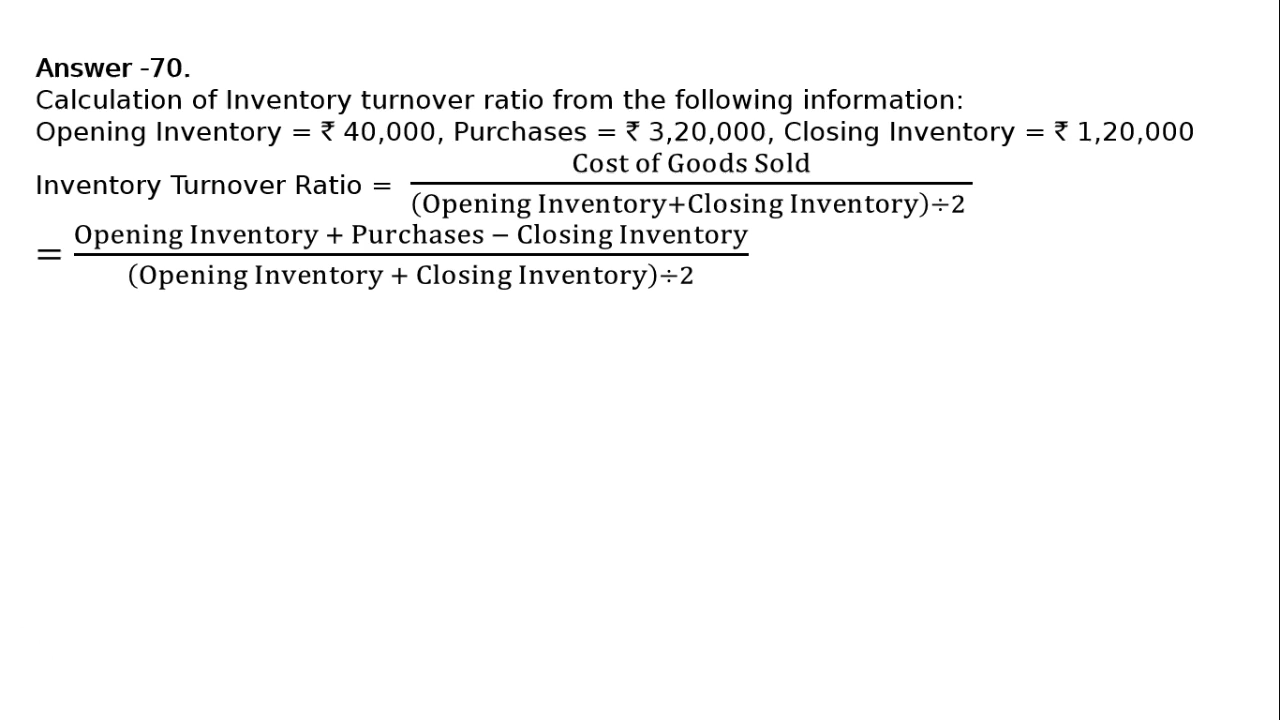 Answer -70.
Calculation of Inventory turnover ratio from the following information:
Opening Inventory = ₹ 40,000, Purchases = ₹ 3,20,000, Closing Inventory = ₹ 1,20,000
Cost of Goods Sold
Inventory Turnover Ratio =
(Opening Inventory+Closing Inventory)÷2
Opening Inventory + Purchases − Closing Inventory
=
(Opening Inventory + Closing Inventory)÷2